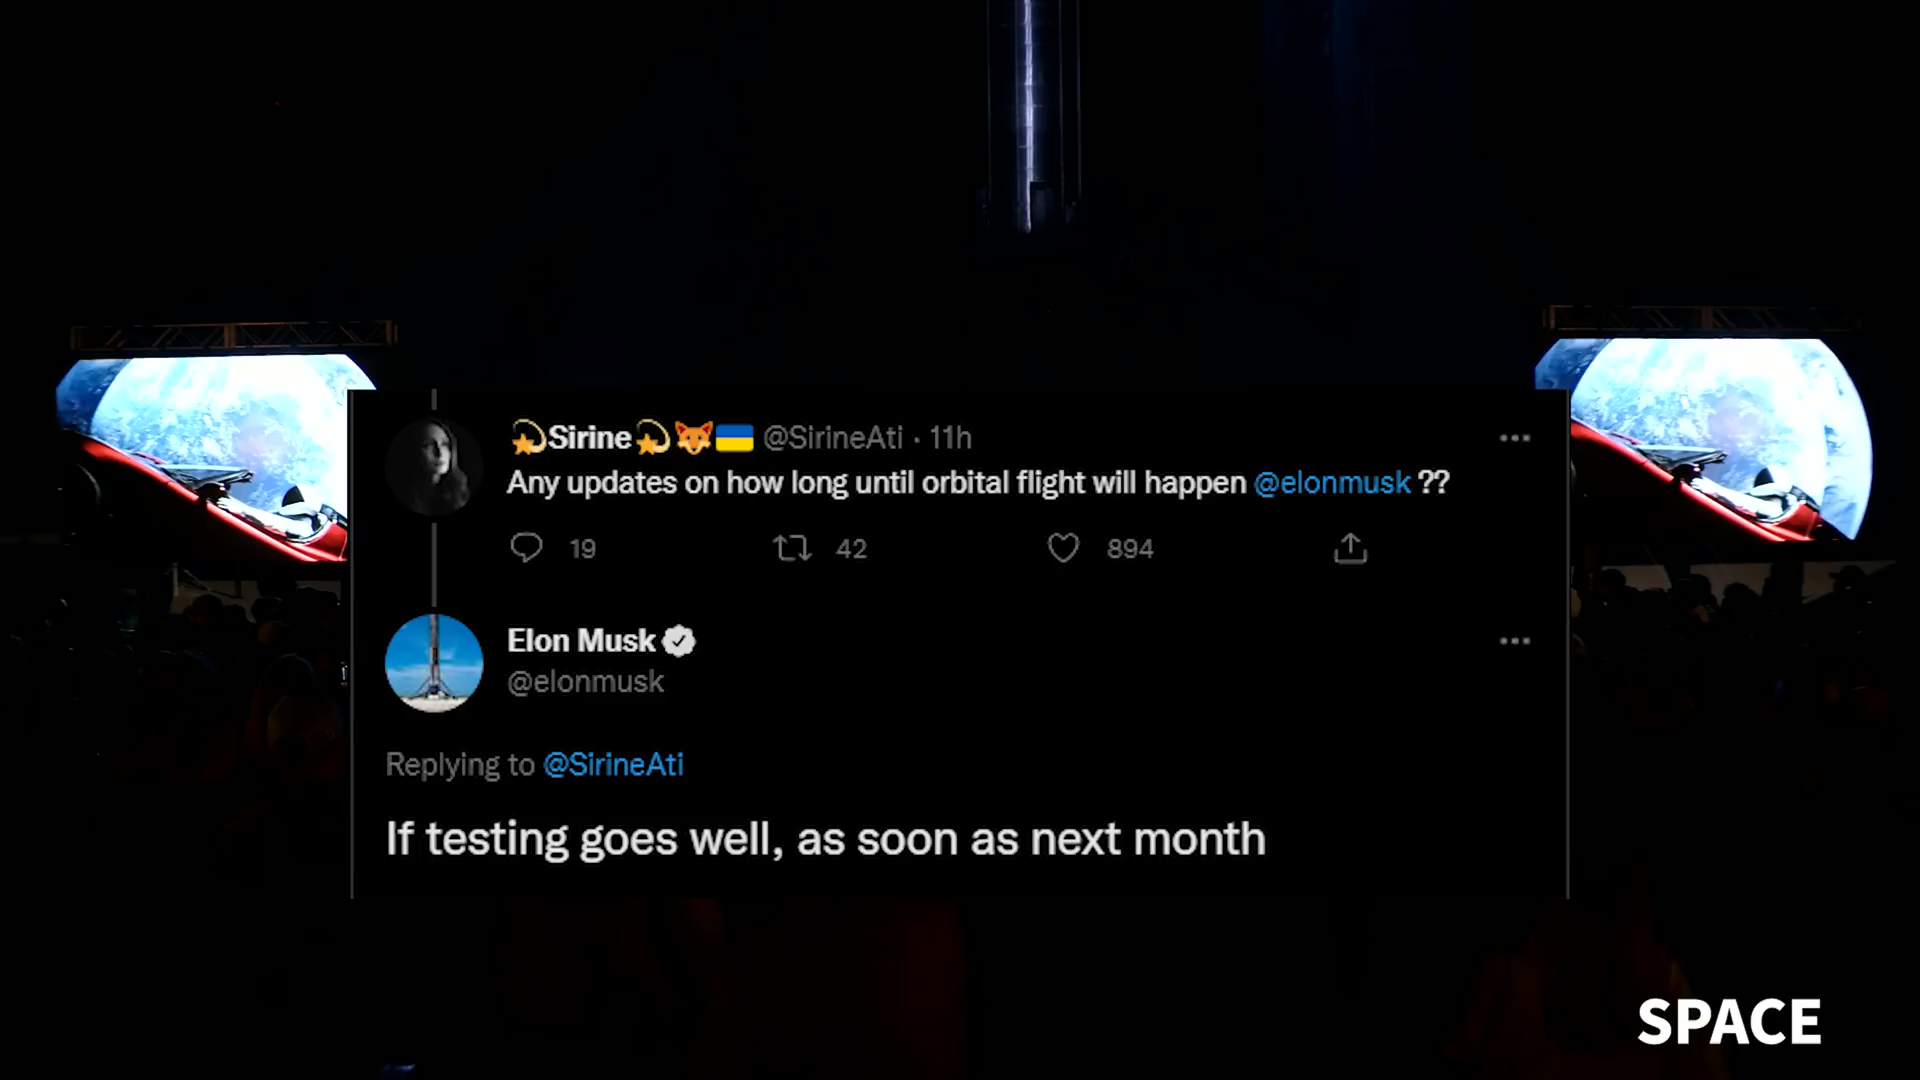 💫Sirine💫🦊🇺🇦 @SirineAti · 11h
Any updates on how long until orbital flight will happen @elonmusk ??
19 42 894
Elon Musk
@elonmusk
Replying to @SirineAti
If testing goes well, as soon as next month
SPACE